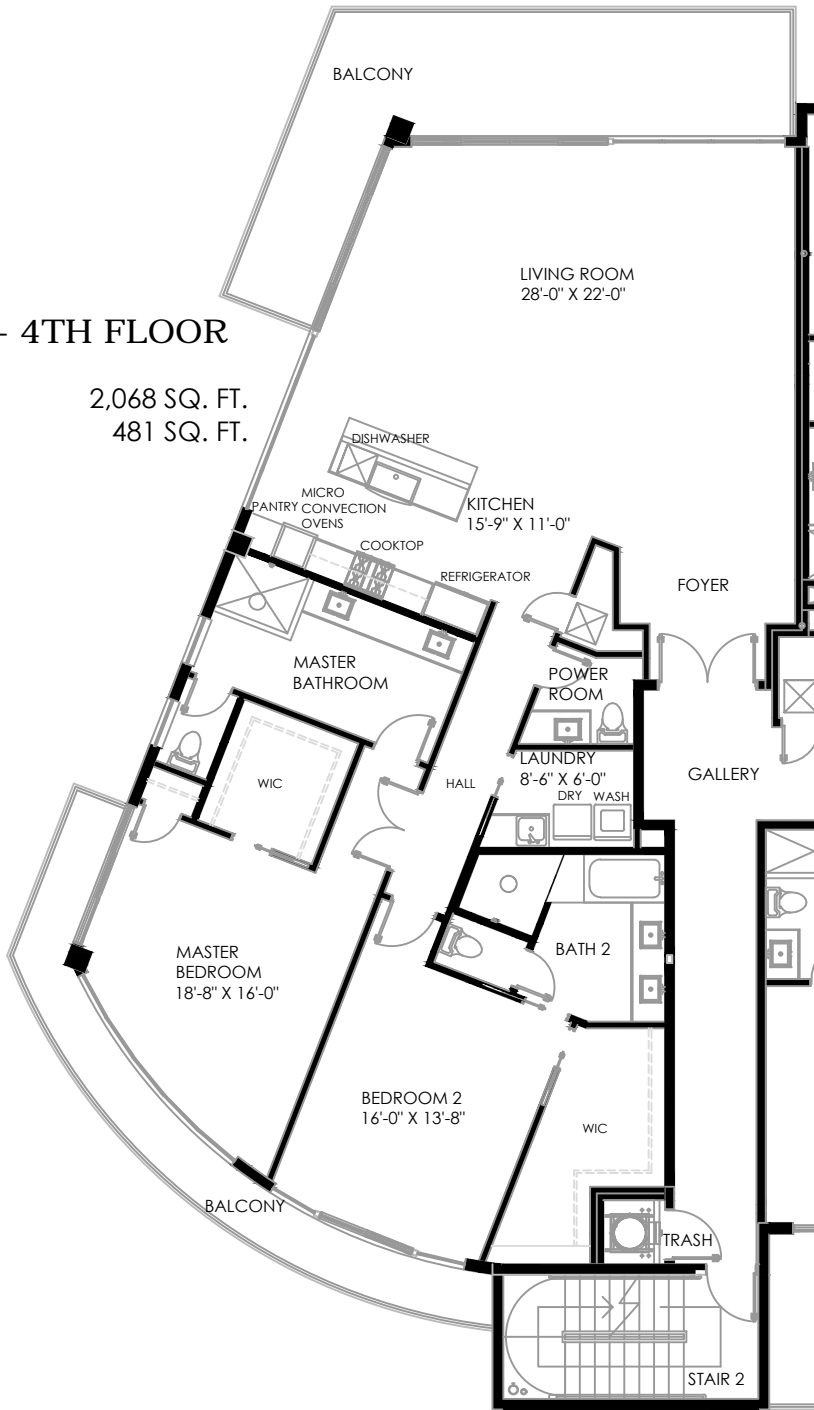 BALCONY
LIVING ROOM
28'-0" X 22'-0"
- 4TH FLOOR
2,068 SQ. FT.
481 SQ. FT.
DISHWASHER
KITCHEN
15'-9" X 11'-0"
PANTRY
MICRO
CONVECTION
OVENS
COOKTOP
REFRIGERATOR
FOYER
MASTER
BATHROOM
POWER
ROOM
LAUNDRY
8'-6" X 6'-0"
DRY
WASH
GALLERY
WIC
HALL
MASTER
BEDROOM
18'-8" X 16'-0"
BATH 2
BEDROOM 2
16'-0" X 13'-8"
WIC
BALCONY
TRASH
STAIR 2